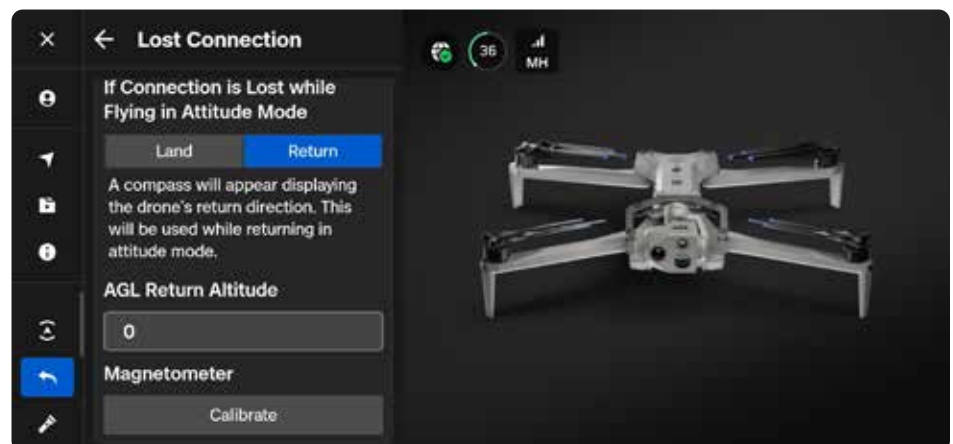 Lost Connection
36
MH
If Connection is Lost while
Flying in Attitude Mode
Land
Return
A compass will appear displaying
the drone's return direction. This
will be used while returning in
attitude mode.
AGL Return Altitude
0
Magnetometer
Calibrate